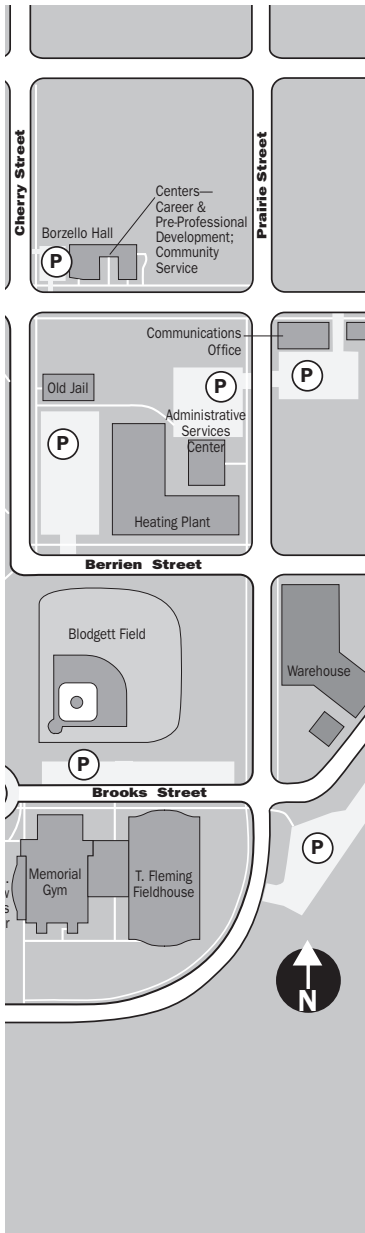 Cherry Street
Prairie Street
Centers—
Career &
Pre-Professional
Development;
Community
Service
Borzello Hall
P
Communications
Office
P
P
Old Jail
Administrative
Services
Center
P
Heating Plant
Berrien Street
Blodgett Field
Warehouse
P
Brooks Street
P
Memorial
Gym
T. Fleming
Fieldhouse
N